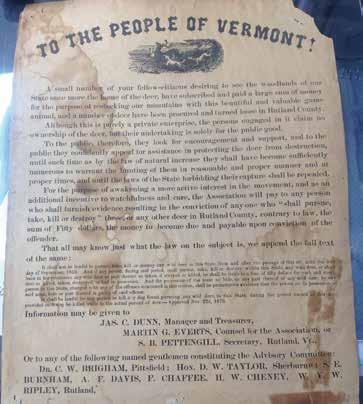 TO THE PEOPLE OF VERMONT!
A small number of your fellow-citizens desiring to see the woodlands of our
State once more the home of the deer, have subscribed and paid a large sum of money
for the purpose of restocking our mountains with this beautiful and valuable game
animal, and a number of deer have been procured and turned loose in Rutland County.
Although this is purely a private enterprise, the persons engaged in it claim no
ownership of the deer, but their undertaking is solely for the public good.
To the public, therefore, they look for encouragement and support, and to the
public they confidently appeal for assistance in protecting the deer from destruction,
until such time as by the law of natural increase they shall have become sufficiently
numerous to warrant the hunting of them in reasonable and proper manner and at
proper times, and until the laws of the State forbidding their capture shall be repealed.
For the purpose of awakening a more active interest in the movement, and as an
additional incentive to watchfulness and care, the Association will pay to any person
who shall furnish evidence resulting in the conviction of any one who "shall pursue,
take, kill or destroy" these, or any other deer in Rutland County, contrary to law, the
sum of Fifty dollars, the money to become due and payable upon conviction of the
offender.
That all may know just what the law on the subject is, we append the full text
of the same:
Information may be given to
JAS. C. DUNN, Manager and Treasurer,
MARTIN G. EVERTS, Counsel for the Association, or
S. B. PETTENGILL, Secretary, Rutland, Vt.,
Or to any of the following named gentlemen constituting the Advisory Committee:
DR. C. W. BRIGHAM, Pittsfield; HON. D. W. TAYLOR, Sherburne; S. E.
BURNHAM, A. F. DAVIS, F. CHAFFEE, H. W. CHENEY, W. Y. W.
RIPLEY, Rutland,